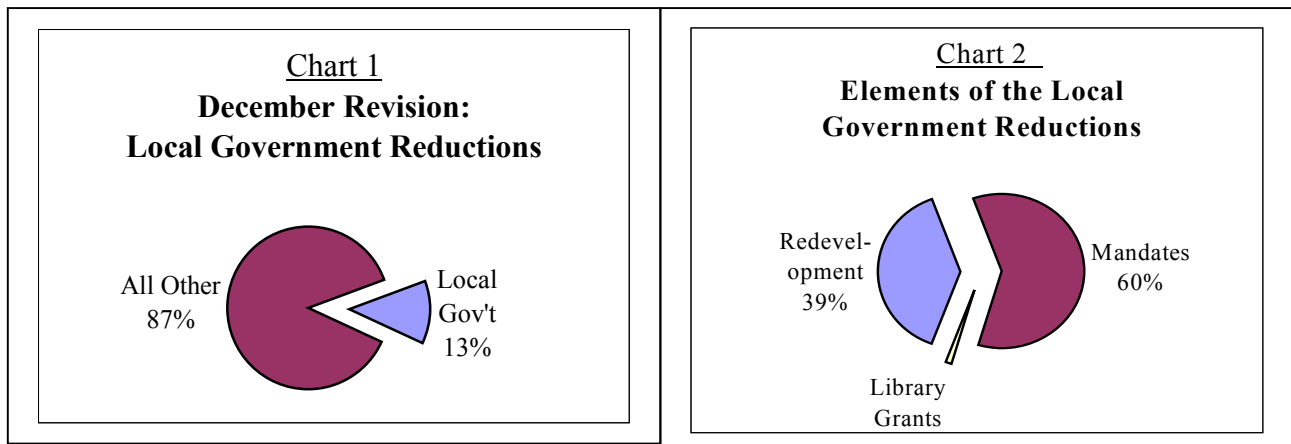 Chart 1
December Revision:
Local Government Reductions
All Other
87%
Local
Gov't
13%
Chart 2
Elements of the Local
Government Reductions
Redevel-
opment
39%
Mandates
60%
Library
Grants